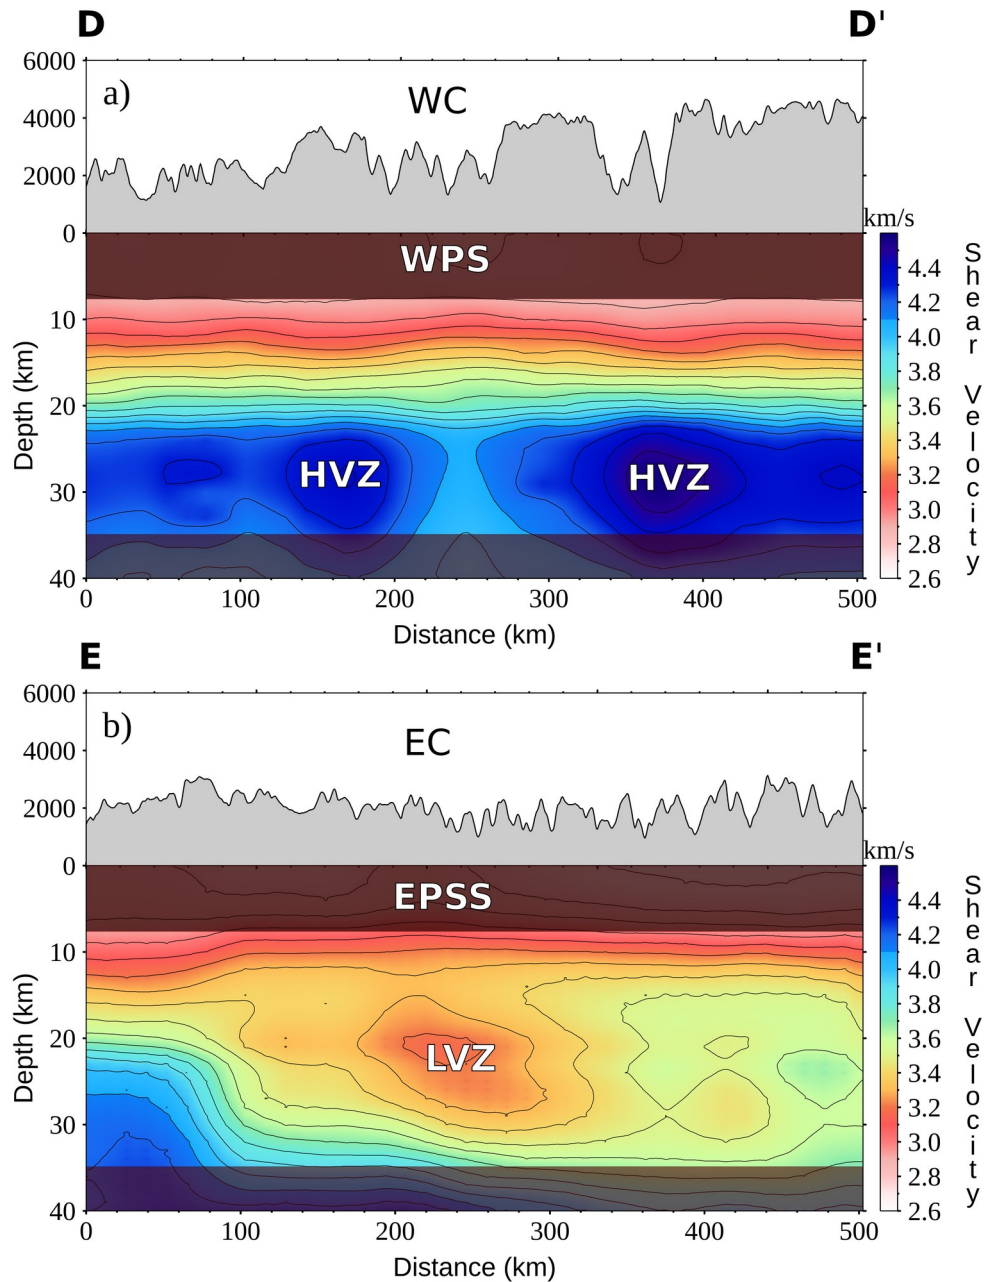 D D'
6000
a) WC
4000
2000
km/s
0
WPS
4.4
4.2
10
4.0
3.8
20
3.6
3.4
HVZ HVZ
3.2
30
3.0
2.8
40
2.6
Depth (km)
Shear Velocity
0 100 200 300 400 500
Distance (km)
E E'
6000
b) EC
4000
2000
km/s
0
EPSS
4.4
4.2
10
4.0
3.8
20
3.6
LVZ
3.4
3.2
30
3.0
2.8
40
2.6
Depth (km)
Shear Velocity
0 100 200 300 400 500
Distance (km)